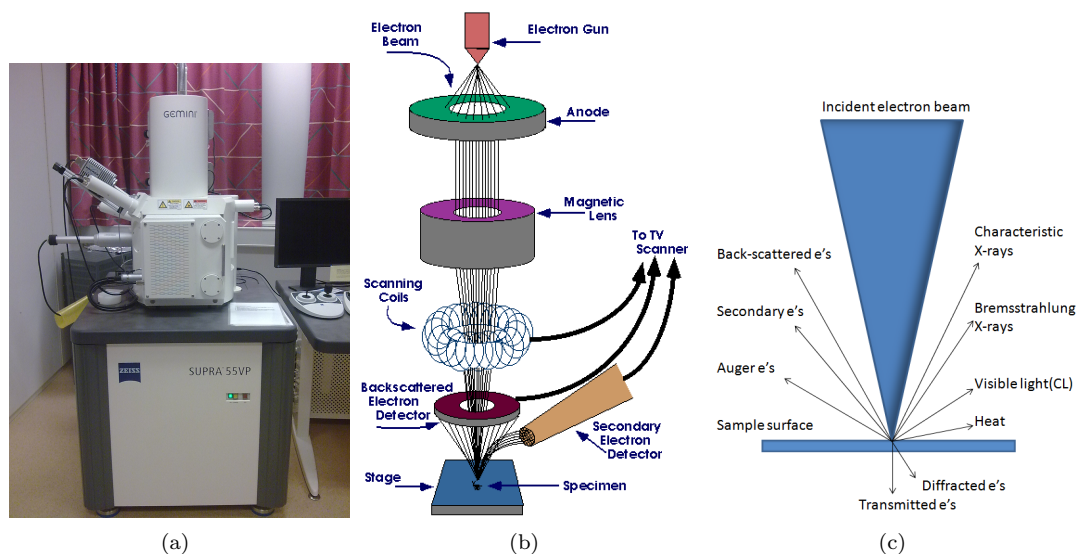 GEMINI
ZEISS
SUPRA 55VP
(a)
Electron
Beam
Electron Gun
Anode
Magnetic
Lens
To TV
Scanner
Scanning
Coils
Backscattered
Electron
Detector
Secondary
Electron
Detector
Stage
Specimen
(b)
Incident electron beam
Back-scattered e's
Characteristic
X-rays
Secondary e's
Bremsstrahlung
X-rays
Auger e's
Visible light(CL)
Sample surface
Heat
Diffracted e's
Transmitted e's
(c)